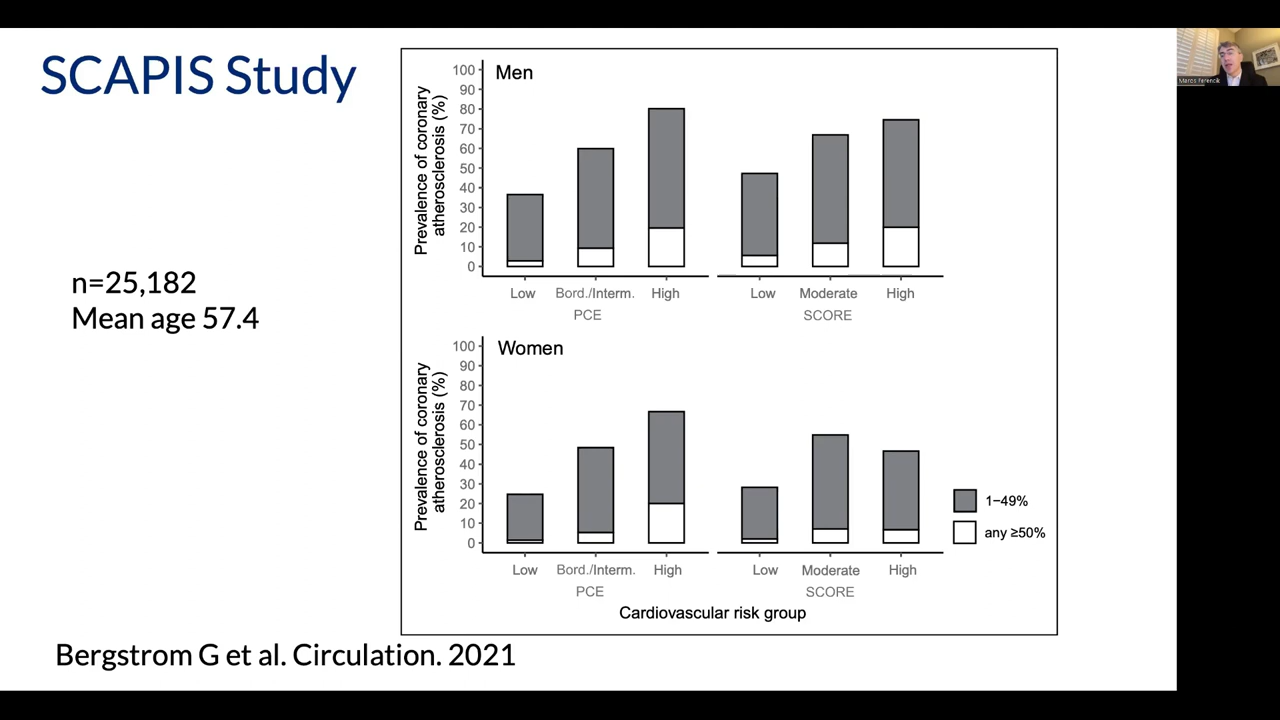 SCAPIS Study
n=25,182
Mean age 57.4
Men
Prevalence of coronary
atherosclerosis (%)
100
90
80
70
60
50
40
30
20
10
0
Low Bord./Interm. High Low Moderate High
PCE SCORE
Women
Prevalence of coronary
atherosclerosis (%)
100
90
80
70
60
50
40
30
20
10
0
Low Bord./Interm. High Low Moderate High
PCE SCORE
Cardiovascular risk group
1−49%
any ≥50%
Bergstrom G et al. Circulation. 2021
Maros Ferencik